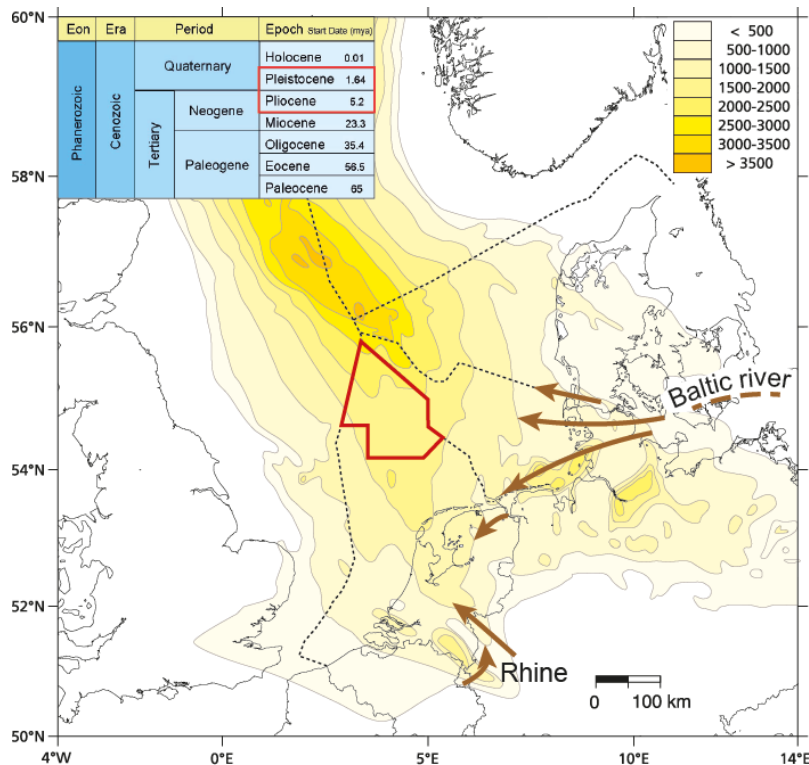 60°N
Eon Era Period Epoch Start Date (mya)
Phanerozoic
Cenozoic
Quaternary
Tertiary
Neogene
Paleogene
Holocene 0.01
Pleistocene 1.64
Pliocene 5.2
Miocene 23.3
Oligocene 35.4
Eocene 56.5
Paleocene 65
< 500
500-1000
1000-1500
1500-2000
2000-2500
2500-3000
3000-3500
> 3500
58°N
56°N
Baltic river
54°N
52°N
Rhine
0 100 km
50°N
4°W 0°E 5°E 10°E 14°E